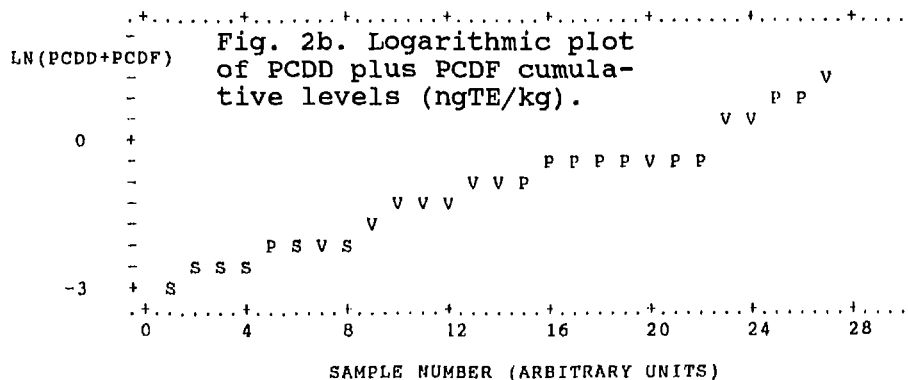 .+.........+.........+.........+.........+.........+.........+.........+....
LN(PCDD+PCDF)
Fig. 2b. Logarithmic plot
of PCDD plus PCDF cumula-
tive levels (ngTE/kg).
V
P P
V V
0 +
P P P P V P P
V V P
V V V
V
P S V S
S S S
-3 + S
.+.........+.........+.........+.........+.........+.........+.........+....
0 4 8 12 16 20 24 28
SAMPLE NUMBER (ARBITRARY UNITS)